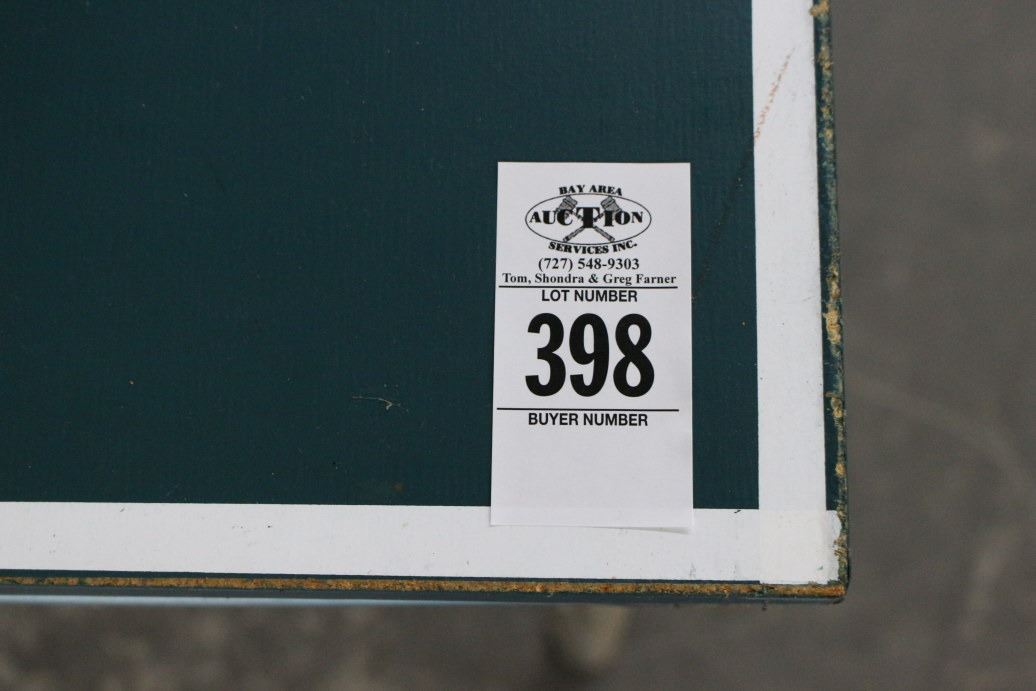 BAY AREA
AUCTION
SERVICES INC.
(727) 548-9303
Tom, Shondra & Greg Farner
LOT NUMBER
398
BUYER NUMBER